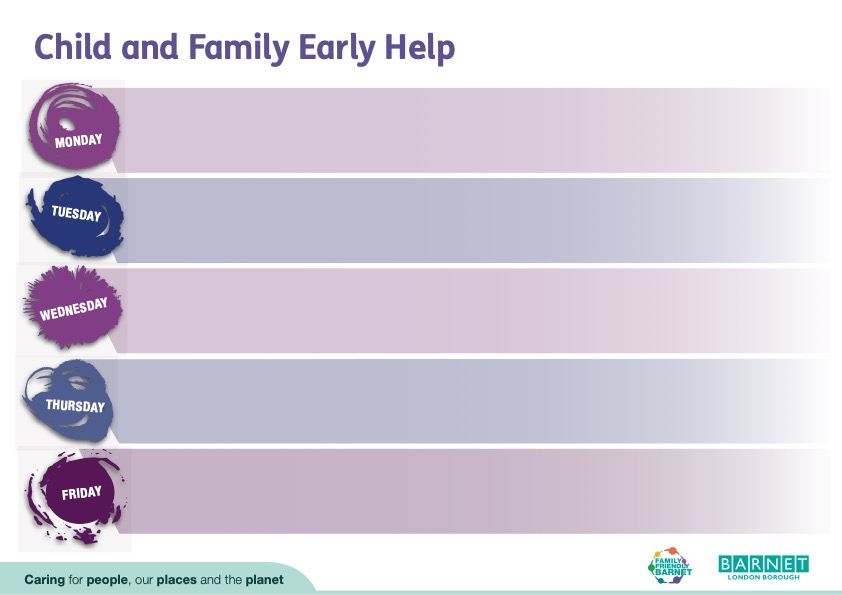 Child and Family Early Help
MONDAY
TUESDAY
WEDNESDAY
THURSDAY
FRIDAY
Caring for people, our places and the planet
FAMILY
FRIENDLY
BARNET
BARNET
LONDON BOROUGH